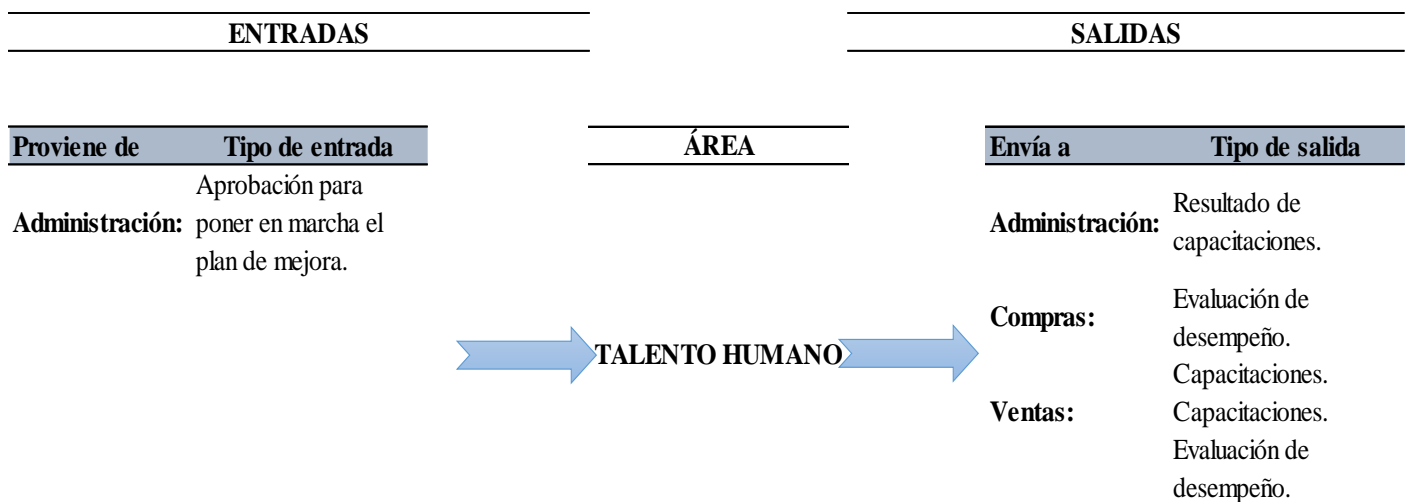 ENTRADAS
SALIDAS
Proviene de Tipo de entrada
Administración: Aprobación para
poner en marcha el
plan de mejora.
ÁREA
TALENTO HUMANO
Envía a Tipo de salida
Administración: Resultado de
capacitaciones.
Compras: Evaluación de
desempeño.
Capacitaciones.
Ventas: Capacitaciones.
Evaluación de
desempeño.